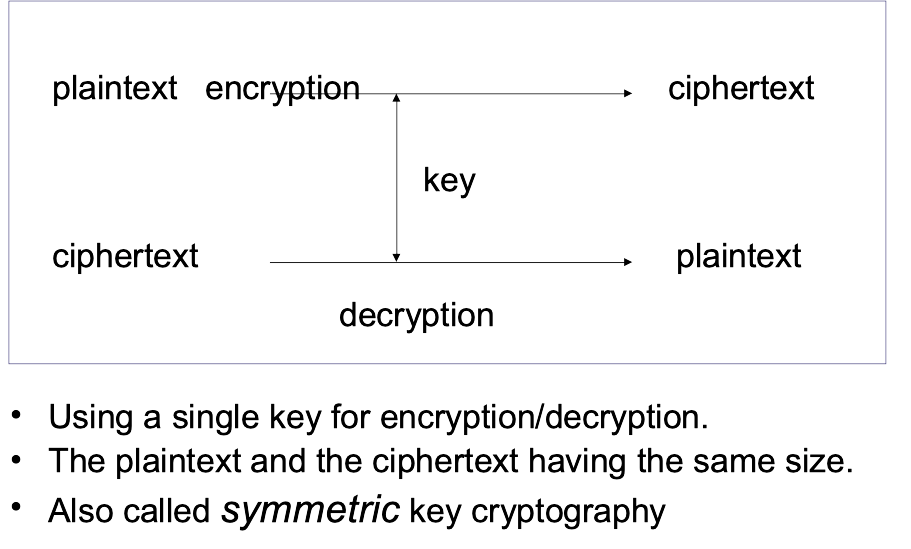 plaintext encryption ciphertext
key
ciphertext plaintext
decryption
• Using a single key for encryption/decryption.
• The plaintext and the ciphertext having the same size.
• Also called symmetric key cryptography